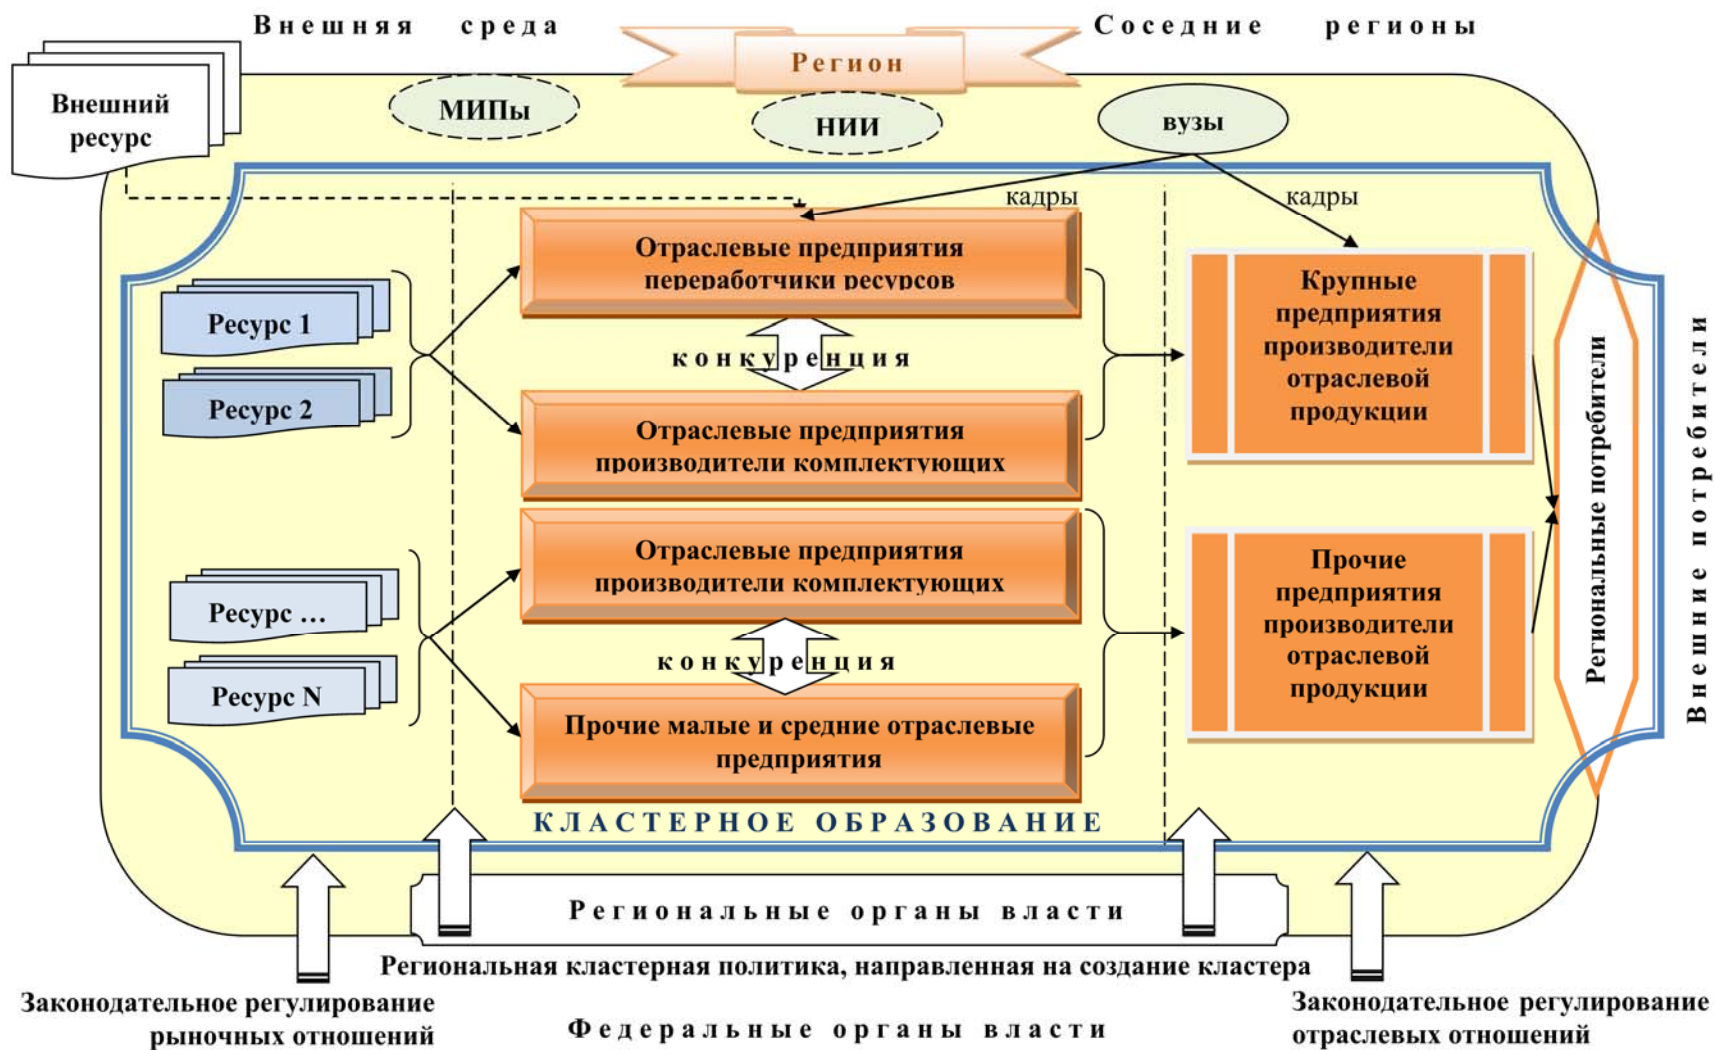 Внешняя среда
Соседние регионы
Регион
Внешний
ресурс
МИПы
НИИ
вузы
кадры
кадры
Отраслевые предприятия
переработчики ресурсов
Ресурс 1
Ресурс 2
конкуренция
Отраслевые предприятия
производители комплектующих
Крупные
предприятия
производители
отраслевой
продукции
Отраслевые предприятия
производители комплектующих
Ресурс ...
Ресурс N
конкуренция
Прочие малые и средние отраслевые
предприятия
Прочие
предприятия
производители
отраслевой
продукции
Региональные потребители
Внешние потребители
КЛАСТЕРНОЕ ОБРАЗОВАНИЕ
Региональные органы власти
Региональная кластерная политика, направленная на создание кластера
Законодательное регулирование
рыночных отношений
Федеральные органы власти
Законодательное регулирование
отраслевых отношений